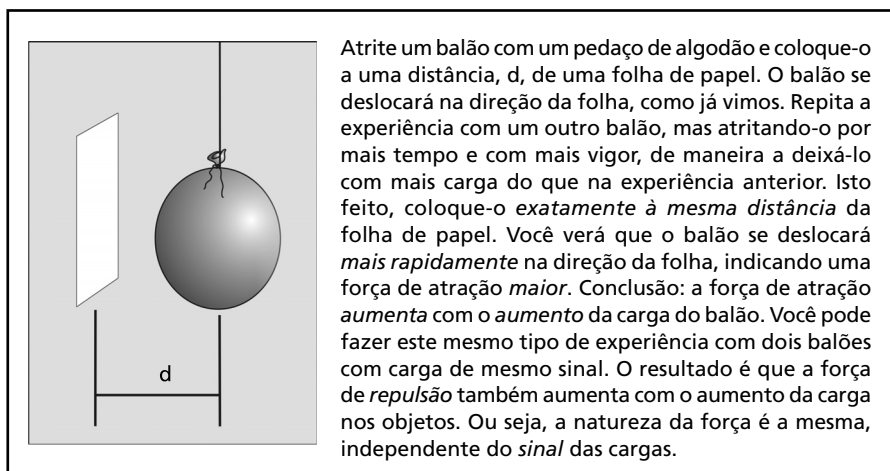 Atrite um balão com um pedaço de algodão e coloque-o
a uma distância, d, de uma folha de papel. O balão se
deslocará na direção da folha, como já vimos. Repita a
experiência com um outro balão, mas atritando-o por
mais tempo e com mais vigor, de maneira a deixá-lo
com mais carga do que na experiência anterior. Isto
feito, coloque-o exatamente à mesma distância da
folha de papel. Você verá que o balão se deslocará
mais rapidamente na direção da folha, indicando uma
força de atração maior. Conclusão: a força de atração
aumenta com o aumento da carga do balão. Você pode
fazer este mesmo tipo de experiência com dois balões
com carga de mesmo sinal. O resultado é que a força
de repulsão também aumenta com o aumento da carga
nos objetos. Ou seja, a natureza da força é a mesma,
independente do sinal das cargas.
d